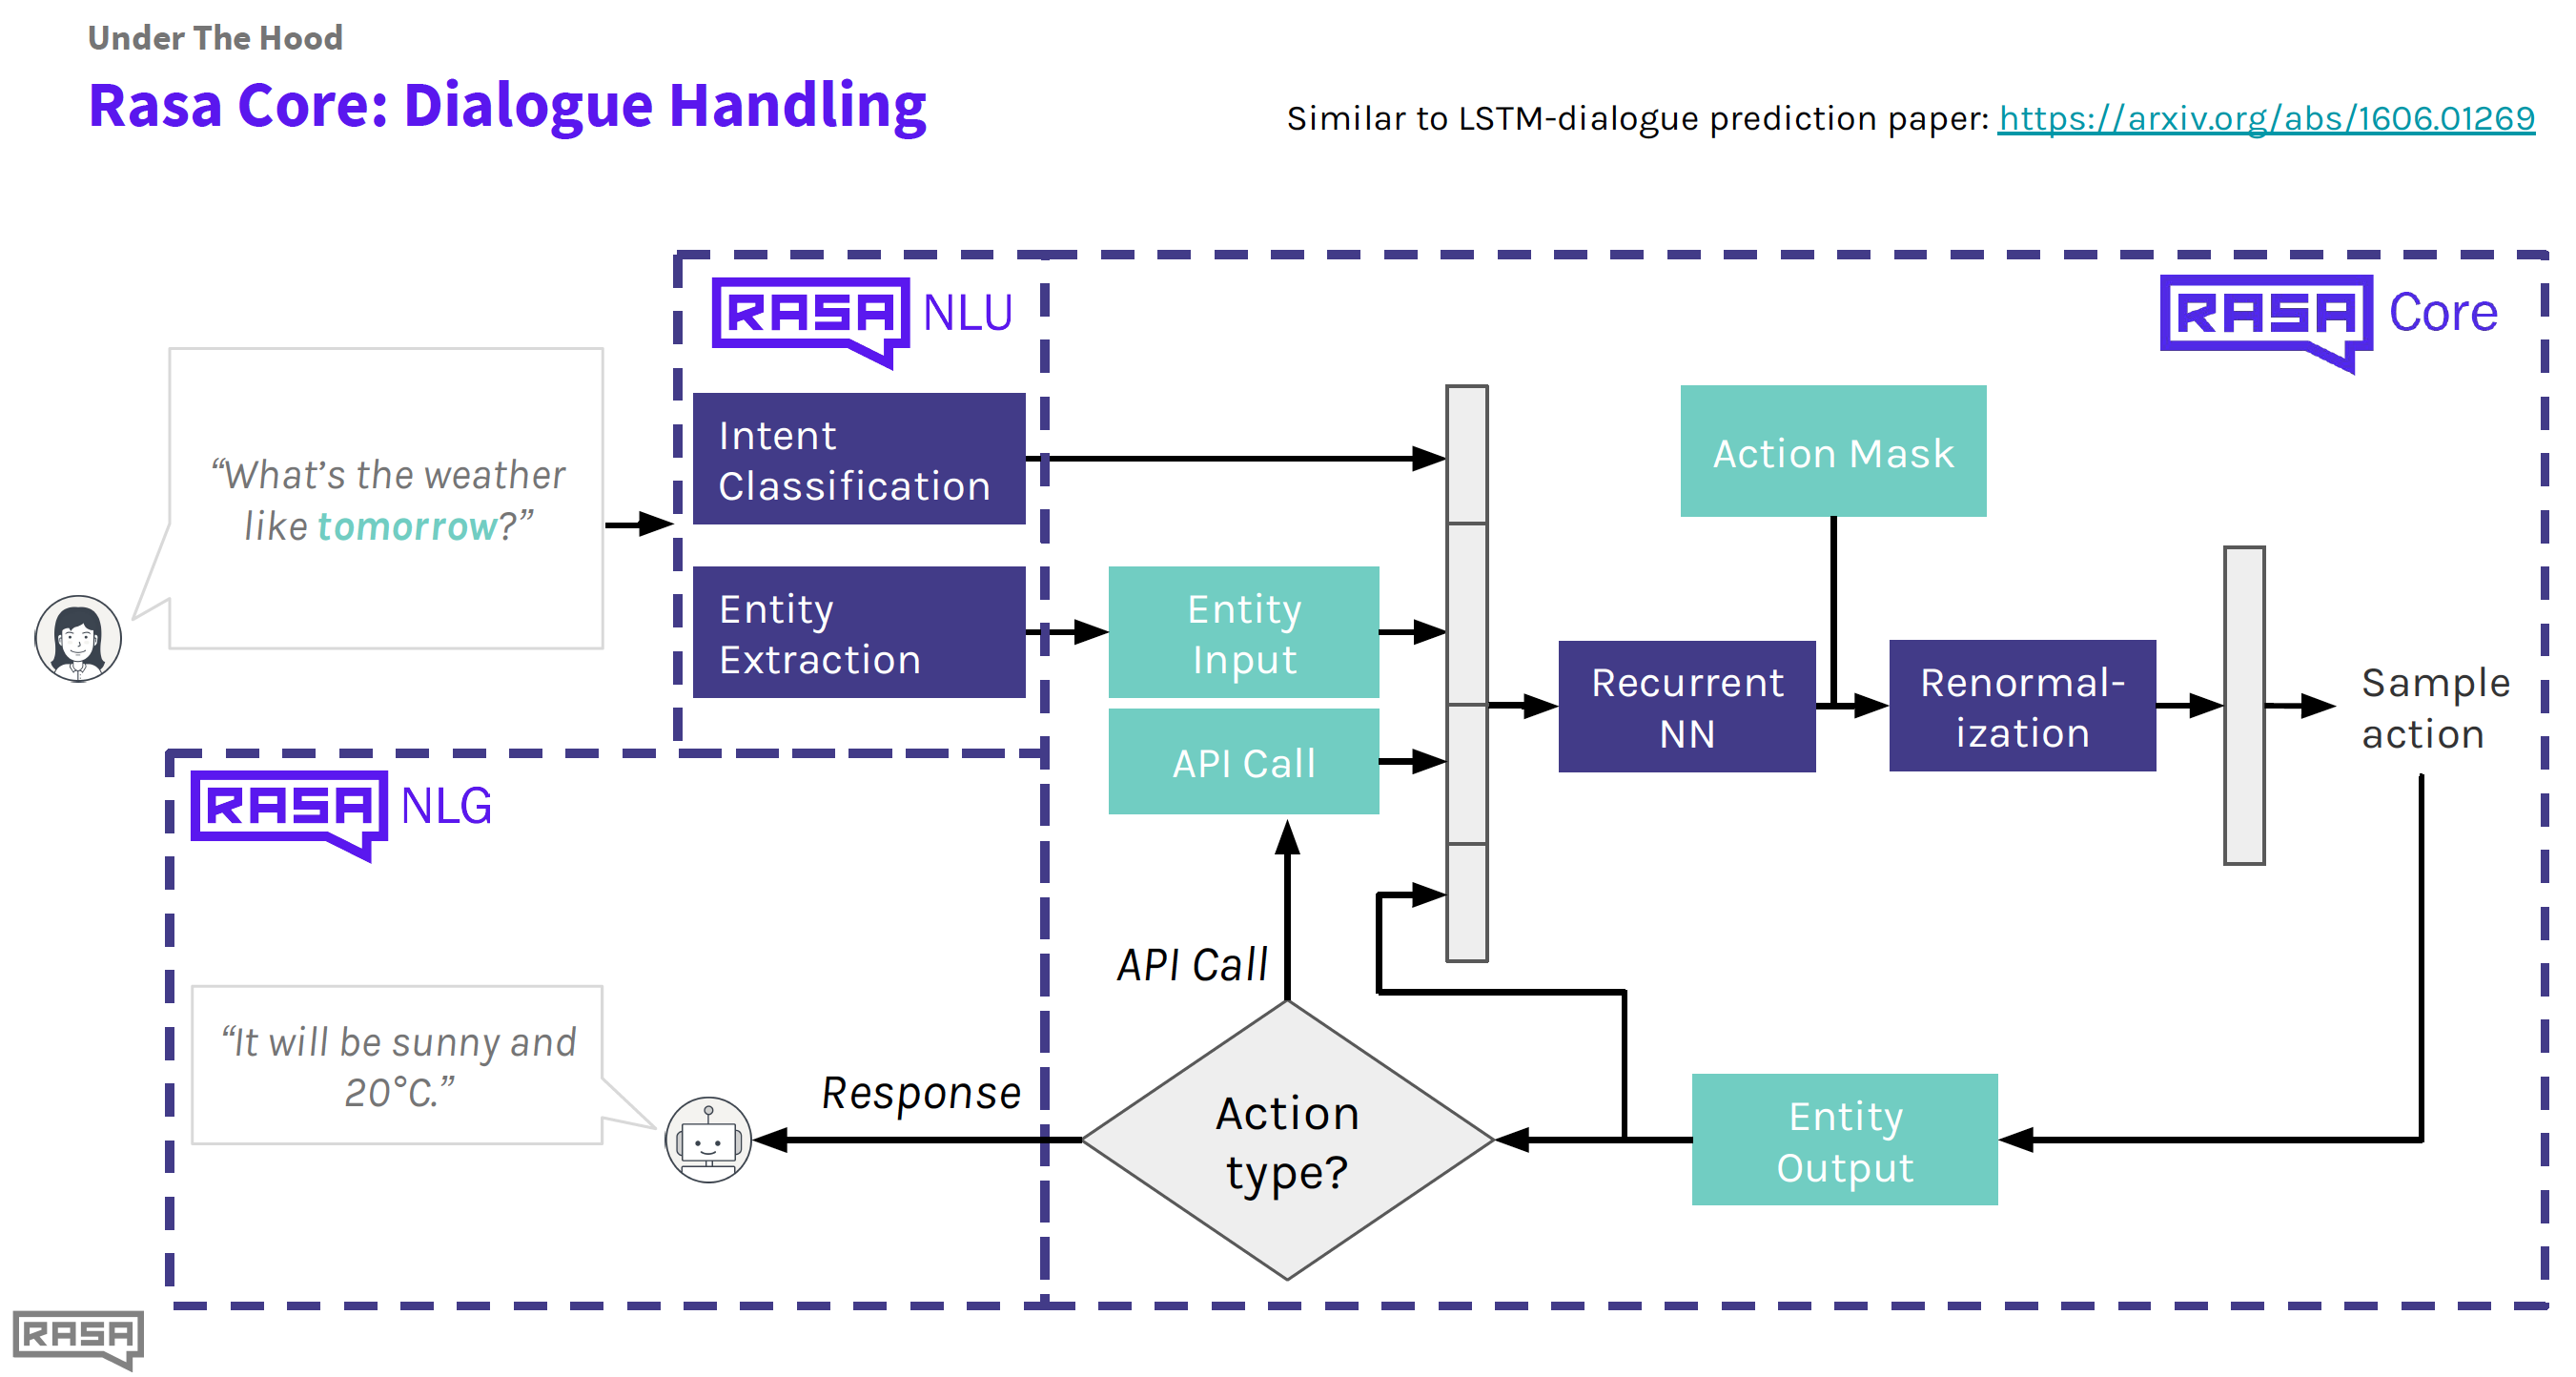 Under The Hood
Rasa Core: Dialogue Handling
Similar to LSTM-dialogue prediction paper: https://arxiv.org/abs/1606.01269
RASA NLU
RASA Core
“What’s the weather
like tomorrow?”
Intent
Classification
Entity
Extraction
Entity
Input
API Call
Action Mask
Recurrent
NN
Renormal-
ization
Sample
action
RASA NLG
“It will be sunny and
20°C.”
Response
API Call
Action
type?
Entity
Output
RASA